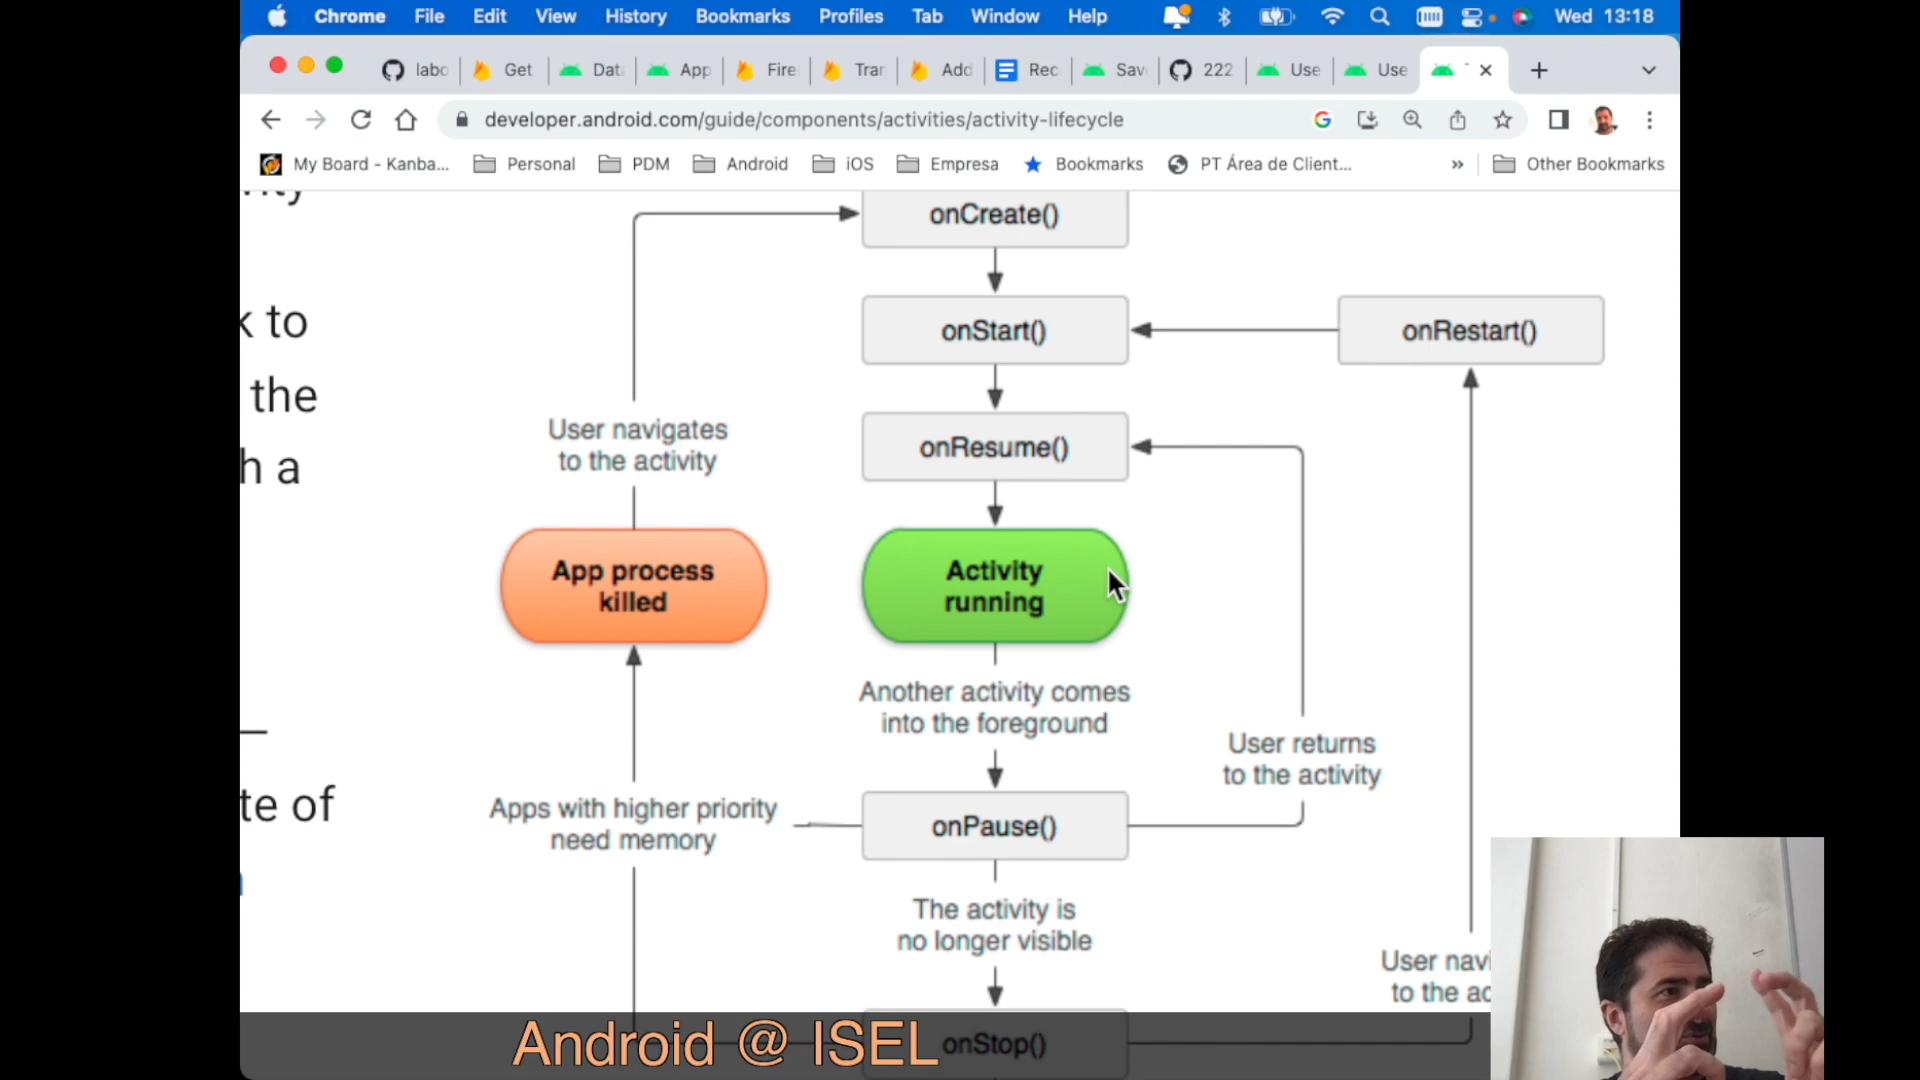 Chrome File Edit View History Bookmarks Profiles Tab Window Help Wed 13:18
labo Get Data App Fire Tra Add Rec Sav 222 Use Use
developer.android.com/guide/components/activities/activity-lifecycle
My Board - Kanba... Personal PDM Android iOS Empresa Bookmarks PT Área de Client... » Other Bookmarks
onCreate()
k to
onStart()
onRestart()
the
User navigates
to the activity
onResume()
h a
App process
killed
Activity
running
Another activity comes
into the foreground
User returns
to the activity
te of
Apps with higher priority
need memory
onPause()
The activity is
no longer visible
User navi
to the ac
Android @ ISEL
onStop()